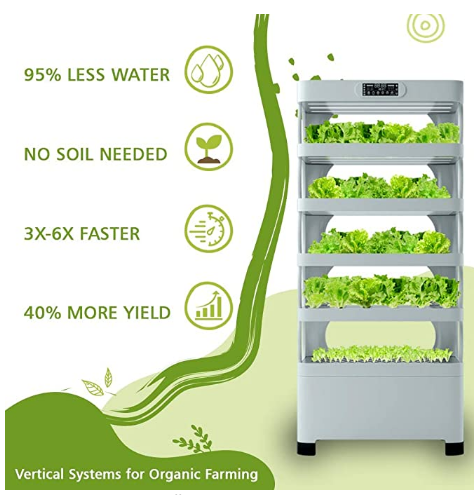 95% LESS WATER
NO SOIL NEEDED
3X-6X FASTER
40% MORE YIELD
Vertical Systems for Organic Farming